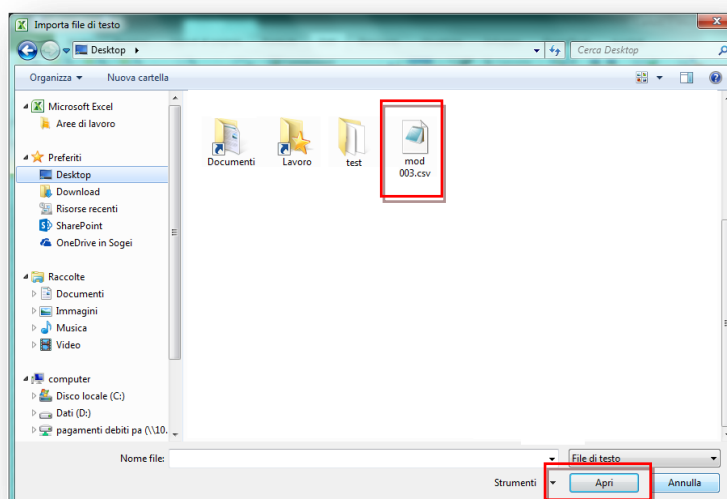 Importa file di testo
Desktop
Cerca Desktop
Organizza
Nuova cartella
Microsoft Excel
Aree di lavoro
Preferiti
Desktop
Download
Risorse recenti
SharePoint
OneDrive in Sogei
Raccolte
Documenti
Immagini
Musica
Video
computer
Disco locale (C:)
Dati (D:)
pagamenti debiti pa (\\10.
Documenti
Lavoro
test
mod
003.csv
Nome file:
File di testo
Strumenti
Apri
Annulla